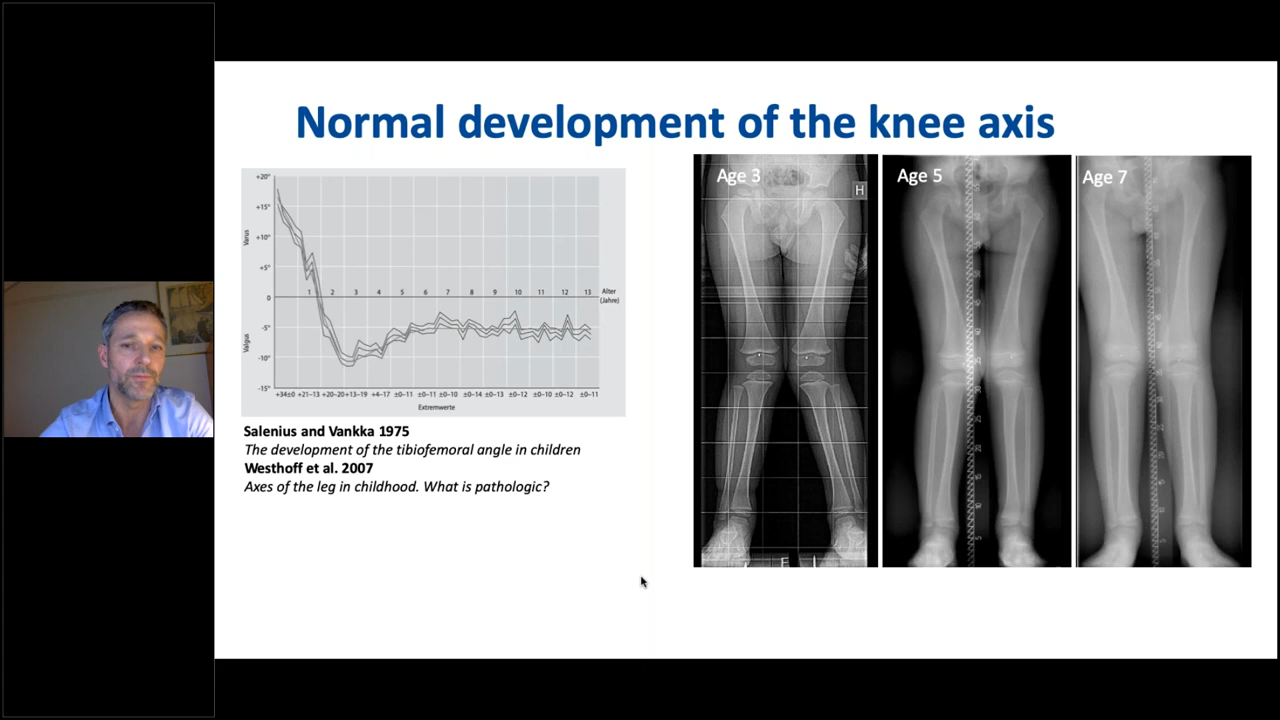 Normal development of the knee axis
+20°
+15°
+10°
+5°
0
-5°
-10°
-15°
Varus
Valgus
1 2 3 4 5 6 7 8 9 10 11 12 13
Alter
(Jahre)
+34±0 +21–13 +20–20 +13–19 +4–17 ±0–11 ±0–11 ±0–10 ±0–14 ±0–13 ±0–12 ±0–10 ±0–12 ±0–11
Extremwerte
Salenius and Vankka 1975
The development of the tibiofemoral angle in children
Westhoff et al. 2007
Axes of the leg in childhood. What is pathologic?
Age 3
H
Age 5
Age 7